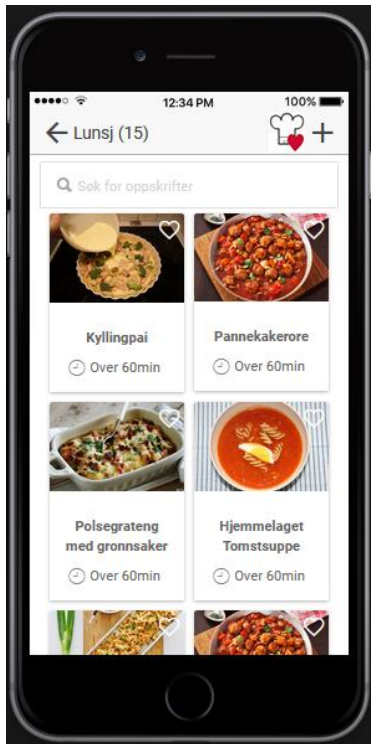 12:34 PM
100%
Lunsj (15)
Søk for oppskrifter
Kyllingpai
Over 60min
Pannekakerore
Over 60min
Polsegrateng
med gronnsaker
Over 60min
Hjemmelaget
Tomstsuppe
Over 60min